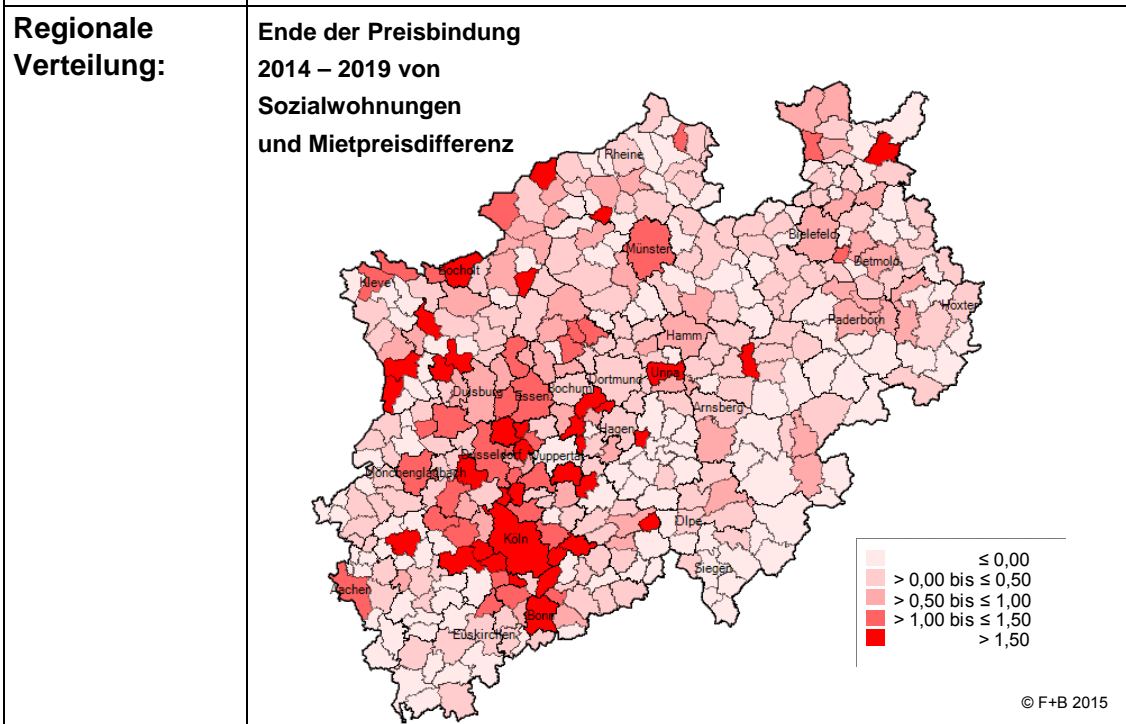 Regionale
Verteilung:
Ende der Preisbindung
2014 – 2019 von
Sozialwohnungen
und Mietpreisdifferenz
Rheine
Bielefeld
Münster
Detmold
Bocholt
Kleve
Höxter
Paderborn
Hamm
Unna
Dortmund
Bochum
Duisburg
Essen
Arnsberg
Hagen
Düsseldorf
Wuppertal
Mönchengladbach
Olpe
Köln
Siegen
Aachen
Bonn
Euskirchen
≤ 0,00
> 0,00 bis ≤ 0,50
> 0,50 bis ≤ 1,00
> 1,00 bis ≤ 1,50
> 1,50
© F+B 2015